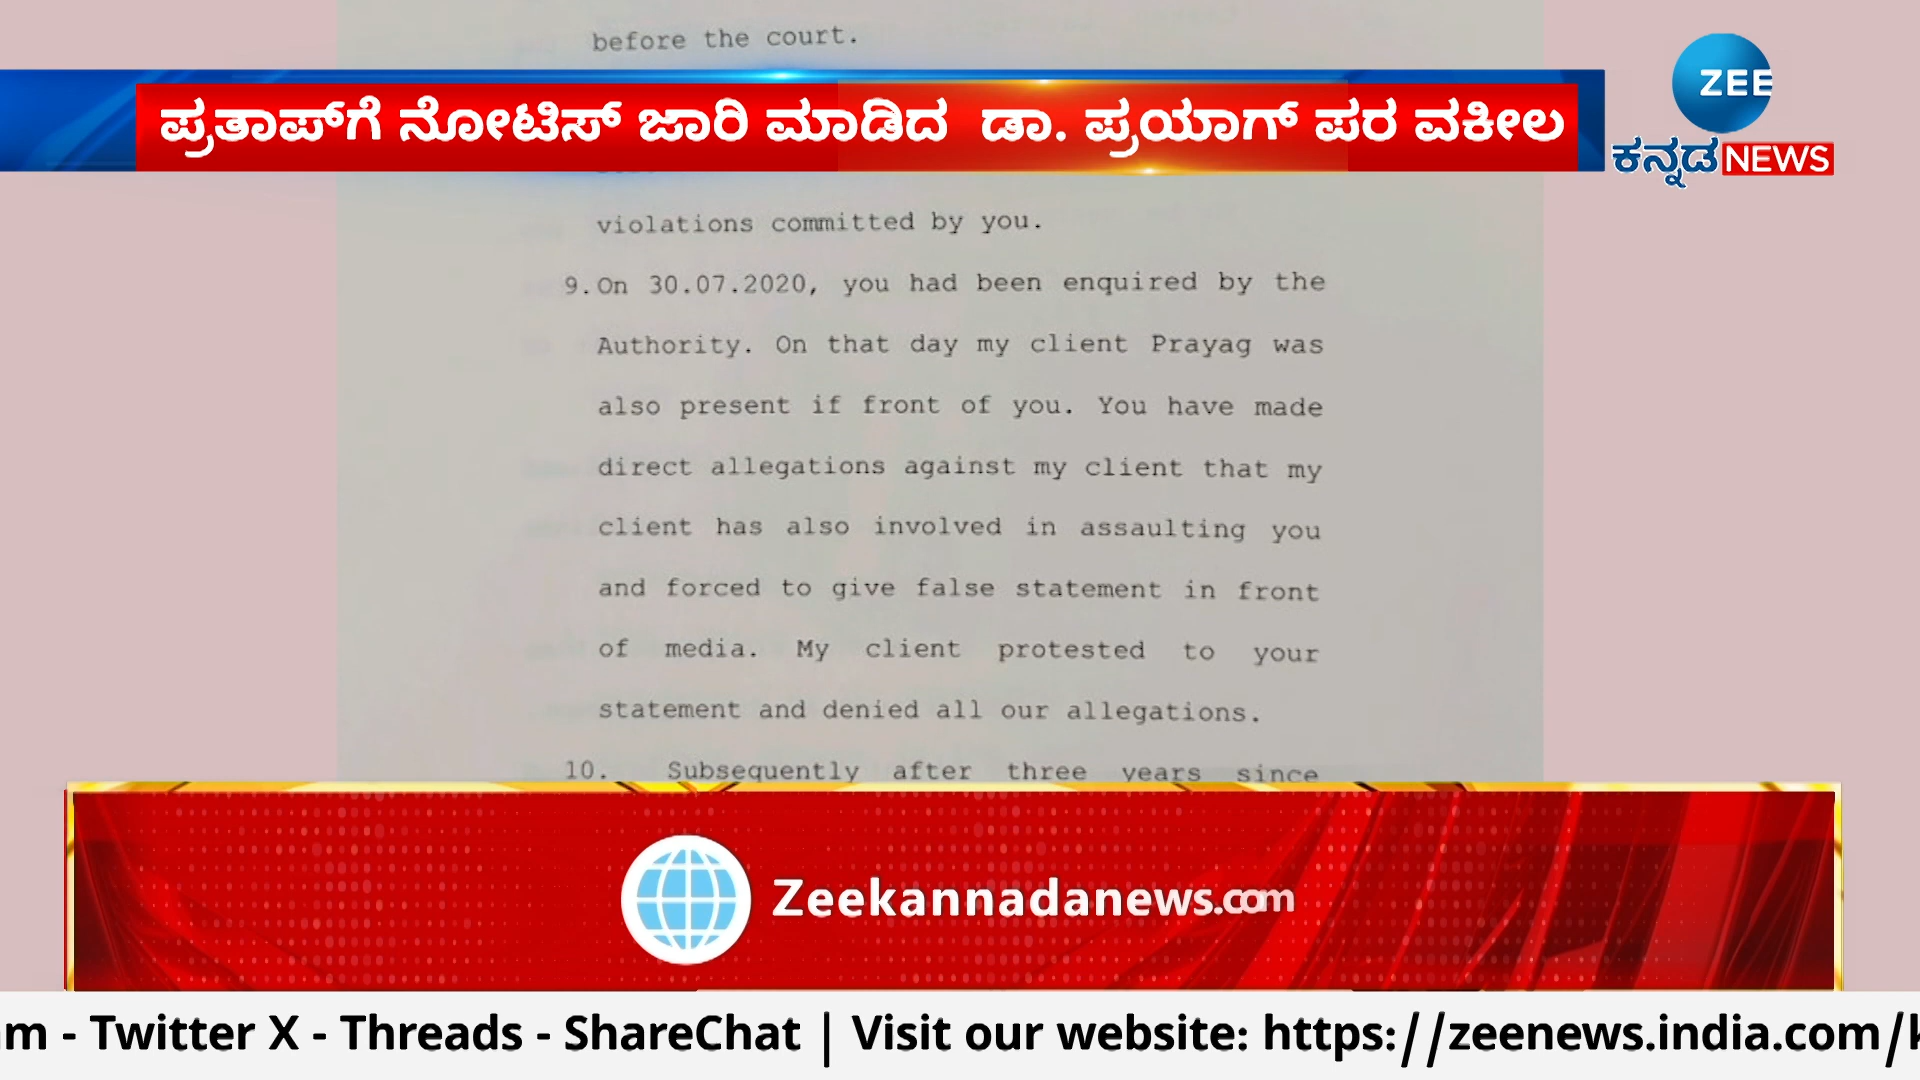 before the court.
ಪ್ರತಾಪ್‌ಗೆ ನೋಟಿಸ್ ಜಾರಿ ಮಾಡಿದ ಡಾ. ಪ್ರಯಾಗ್ ಪರ ವಕೀಲ
ZEE
ಕನ್ನಡ NEWS
violations committed by you.
9.On 30.07.2020, you had been enquired by the
Authority. On that day my client Prayag was
also present if front of you. You have made
direct allegations against my client that my
client has also involved in assaulting you
and forced to give false statement in front
of media. My client protested to your
statement and denied all our allegations.
10. Subsequently after three years since
Zeekannadanews.com
am - Twitter X - Threads - ShareChat | Visit our website: https://zeenews.india.com/k